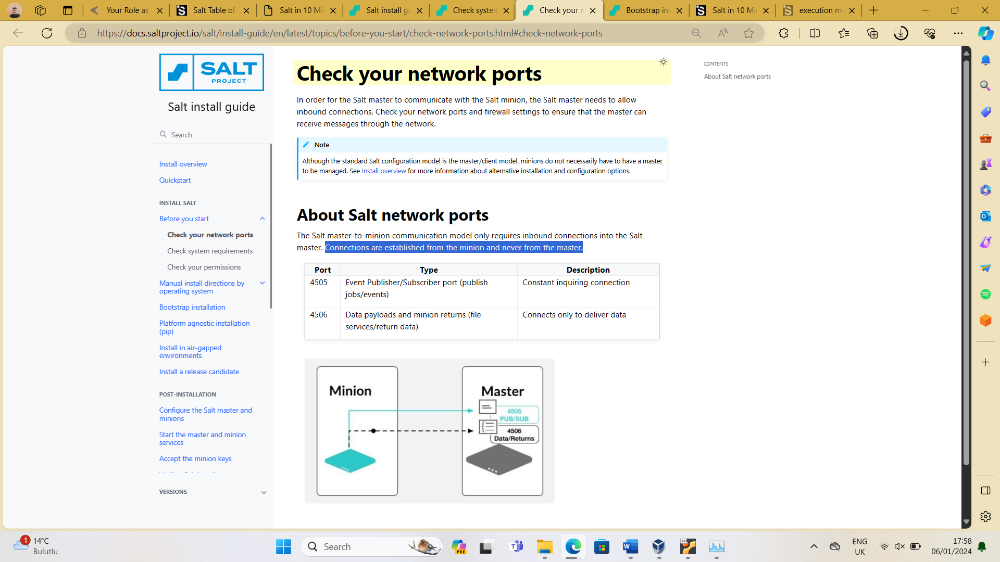 Your Role as
Salt Table of
Salt in 10 Mi
Salt install gu
Check system
Check your n
Bootstrap ins
Salt in 10 Mi
execution m
https://docs.saltproject.io/salt/install-guide/en/latest/topics/before-you-start/check-network-ports.html#check-network-ports
SALT
PROJECT
Salt install guide
Search
Install overview
Quickstart
INSTALL SALT
Before you start
Check your network ports
Check system requirements
Check your permissions
Manual install directions by
operating system
Bootstrap installation
Platform agnostic installation
(pip)
Install in air-gapped
environments
Install a release candidate
POST-INSTALLATION
Configure the Salt master and
minions
Start the master and minion
services
Accept the minion keys
VERSIONS
Check your network ports
In order for the Salt master to communicate with the Salt minion, the Salt master needs to allow
inbound connections. Check your network ports and firewall settings to ensure that the master can
receive messages through the network.
Note
Although the standard Salt configuration model is the master/client model, minions do not necessarily have to have a master
to be managed. See Install overview for more information about alternative installation and configuration options.
About Salt network ports
The Salt master-to-minion communication model only requires inbound connections into the Salt
master. Connections are established from the minion and never from the master.
Port Type Description
4505 Event Publisher/Subscriber port (publish Constant inquiring connection
jobs/events)
4506 Data payloads and minion returns (file Connects only to deliver data
services/return data)
Minion
Master
4505
PUB/SUB
4506
Data/Returns
CONTENTS
About Salt network ports
1
14°C
Bulutlu
Search
PRE
64
ENG
UK
17:58
06/01/2024